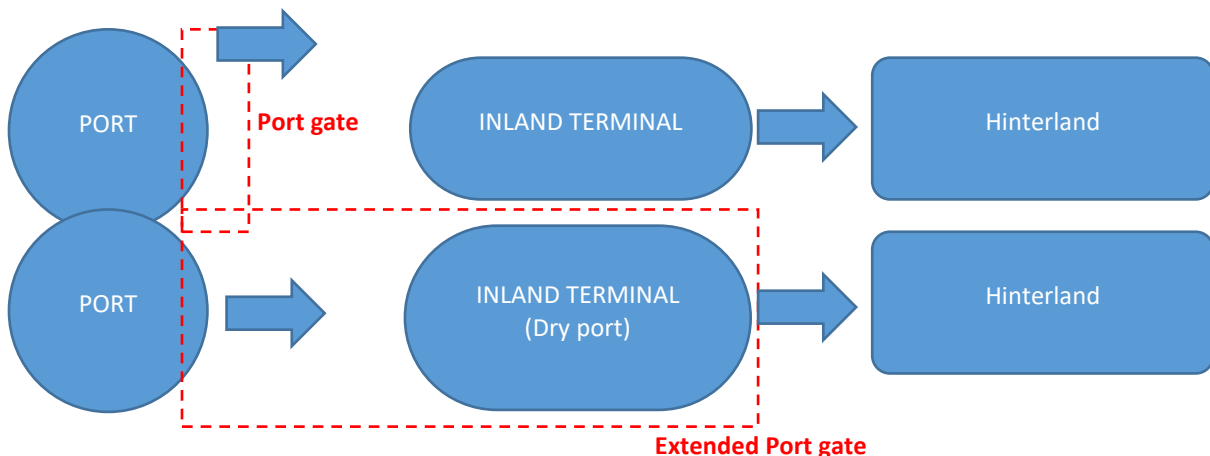 PORT
Port gate
INLAND TERMINAL
Hinterland
PORT
INLAND TERMINAL
(Dry port)
Hinterland
Extended Port gate